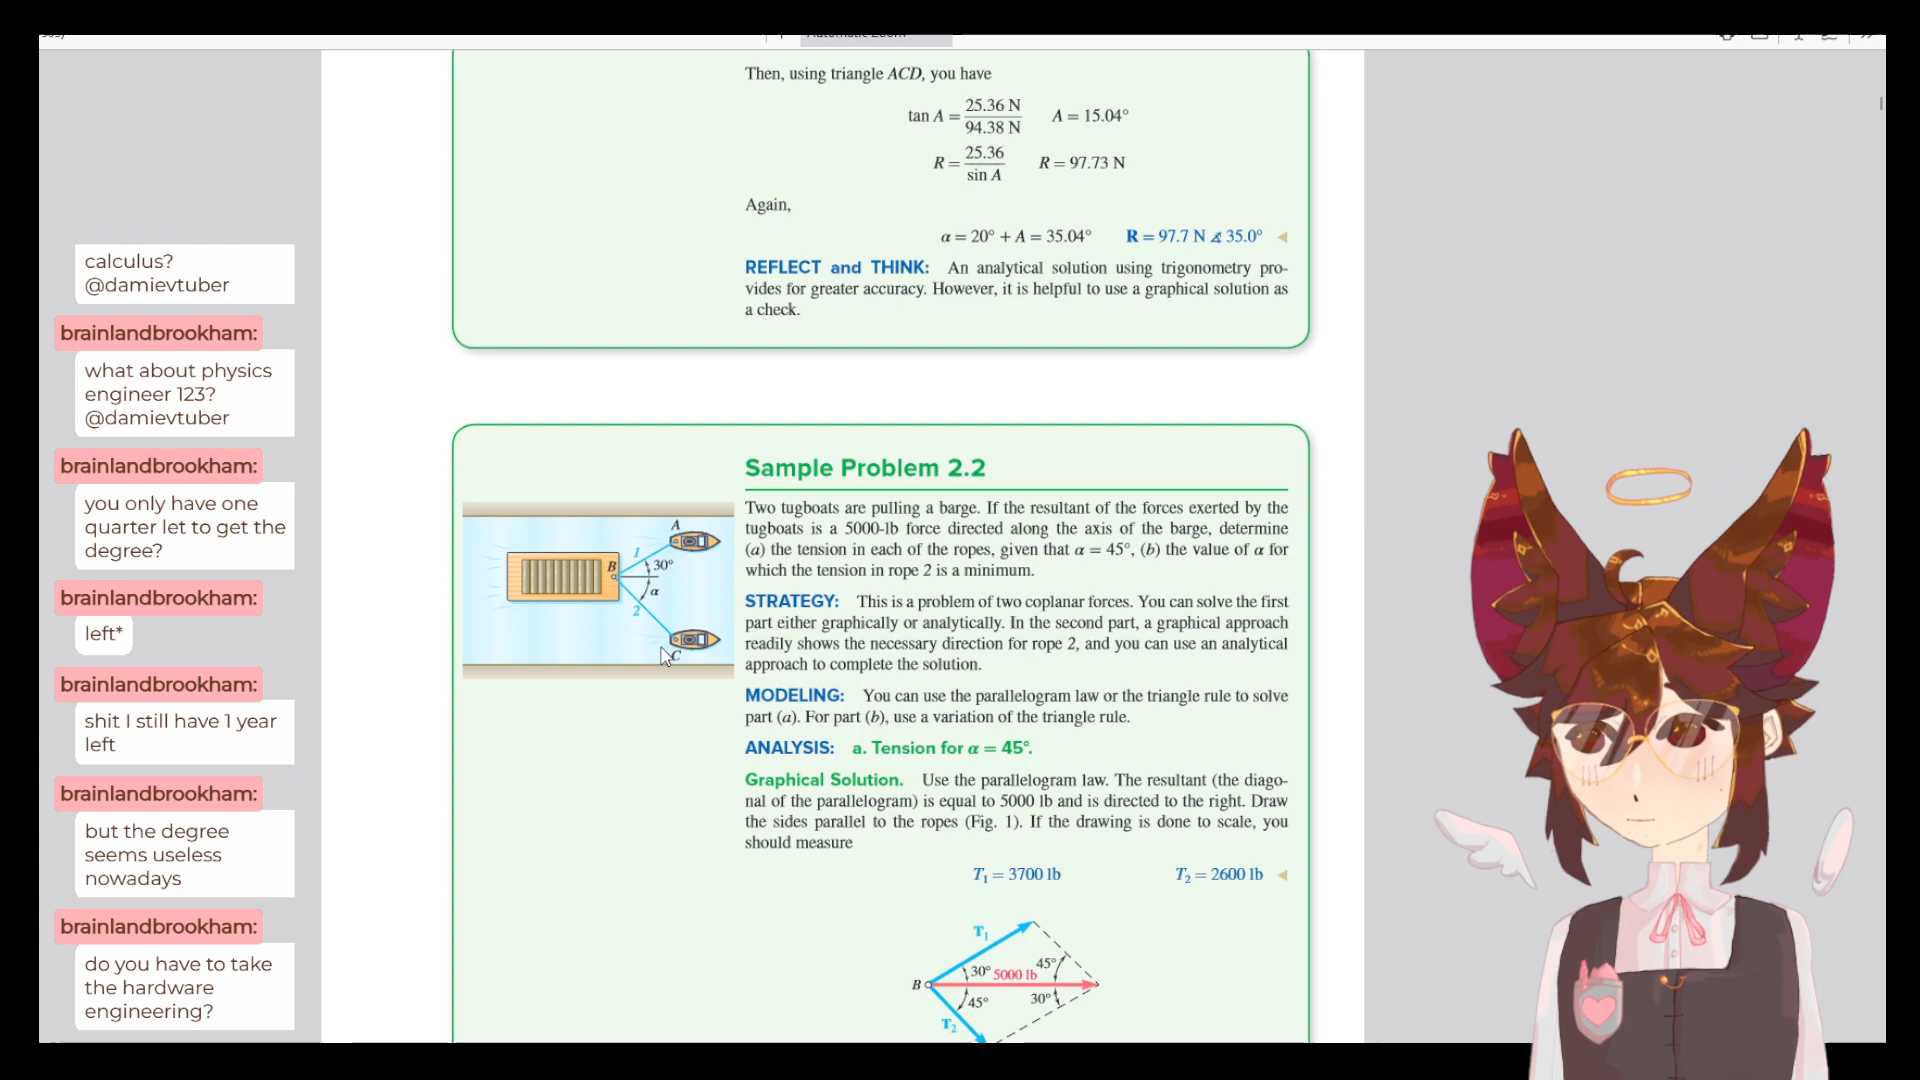 Automatic Zoom
calculus?
@damievtuber
brainlandbrookham:
what about physics
engineer 123?
@damievtuber
brainlandbrookham:
you only have one
quarter let to get the
degree?
brainlandbrookham:
left*
brainlandbrookham:
shit I still have 1 year
left
brainlandbrookham:
but the degree
seems useless
nowadays
brainlandbrookham:
do you have to take
the hardware
engineering?
Then, using triangle ACD, you have
tan A = 25.36 N / 94.38 N A = 15.04°
R = 25.36 / sin A R = 97.73 N
Again,
α = 20° + A = 35.04° R = 97.7 N ∡ 35.0°
REFLECT and THINK: An analytical solution using trigonometry pro-
vides for greater accuracy. However, it is helpful to use a graphical solution as
a check.
Sample Problem 2.2
Two tugboats are pulling a barge. If the resultant of the forces exerted by the
tugboats is a 5000-lb force directed along the axis of the barge, determine
(a) the tension in each of the ropes, given that α = 45°, (b) the value of α for
which the tension in rope 2 is a minimum.
STRATEGY: This is a problem of two coplanar forces. You can solve the first
part either graphically or analytically. In the second part, a graphical approach
readily shows the necessary direction for rope 2, and you can use an analytical
approach to complete the solution.
MODELING: You can use the parallelogram law or the triangle rule to solve
part (a). For part (b), use a variation of the triangle rule.
ANALYSIS: a. Tension for α = 45°.
Graphical Solution. Use the parallelogram law. The resultant (the diago-
nal of the parallelogram) is equal to 5000 lb and is directed to the right. Draw
the sides parallel to the ropes (Fig. 1). If the drawing is done to scale, you
should measure
T1 = 3700 lb T2 = 2600 lb
A
1
B
30°
α
2
C
T1
30°
5000 lb
45°
B
45°
30°
T2